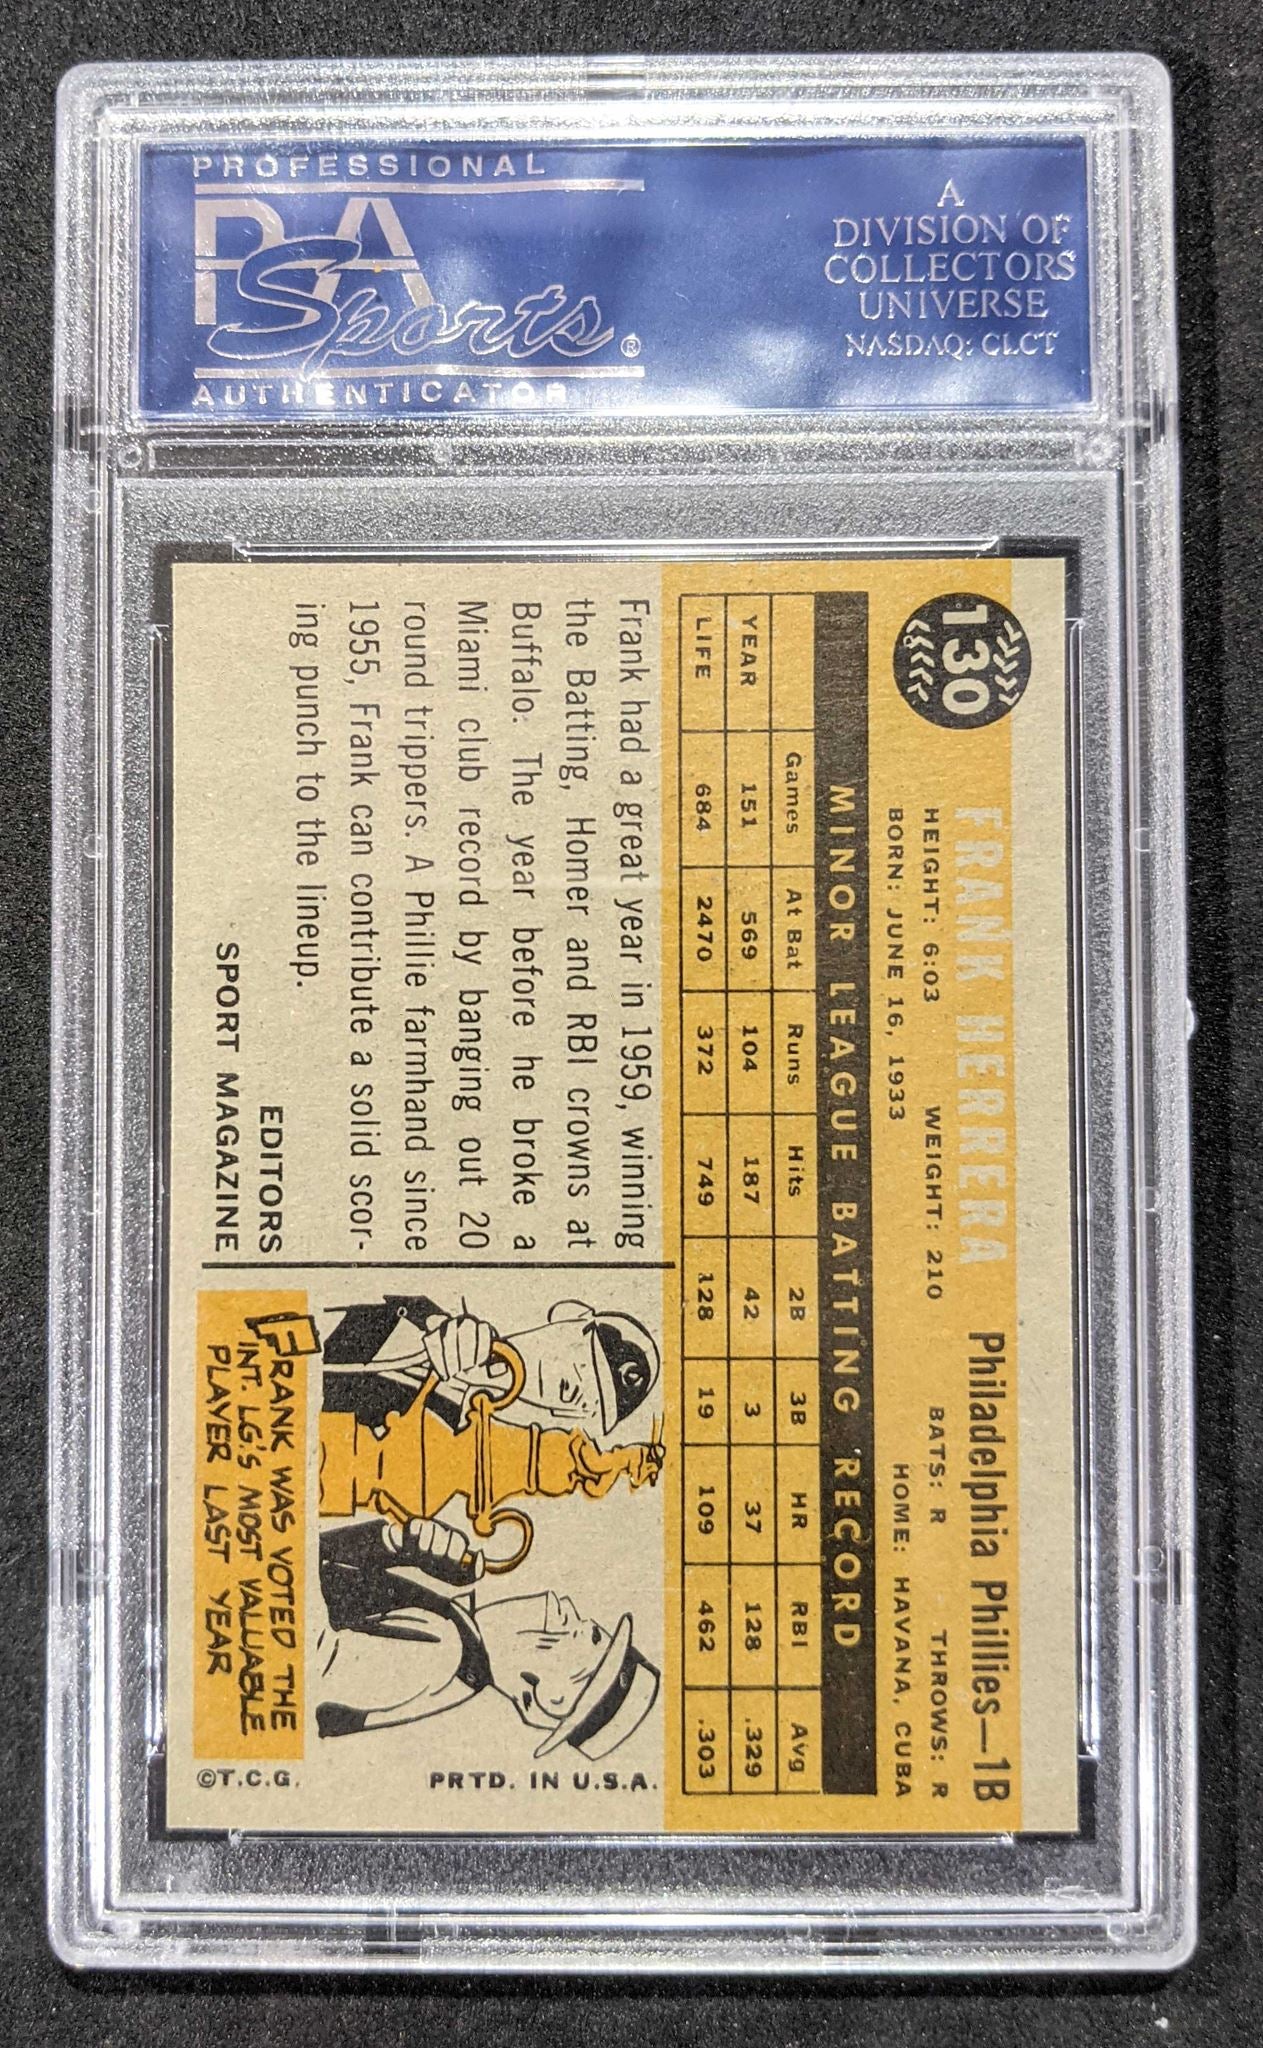 PROFESSIONAL
PSA
Sports®
AUTHENTICATOR
A
DIVISION OF
COLLECTORS
UNIVERSE
NASDAQ: CLCT
130
FRANK HERRERA Philadelphia Phillies—1B
HEIGHT: 6:03 WEIGHT: 210 BATS: R THROWS: R
BORN: JUNE 16, 1933 HOME: HAVANA, CUBA
MINOR LEAGUE BATTING RECORD
Games At Bat Runs Hits 2B 3B HR RBI Avg
YEAR 151 569 104 187 42 3 37 128 .329
LIFE 684 2470 372 749 128 19 109 462 .303
Frank had a great year in 1959, winning
the Batting, Homer and RBI crowns at
Buffalo. The year before he broke a
Miami club record by banging out 20
round trippers. A Phillie farmhand since
1955, Frank can contribute a solid scor-
ing punch to the lineup.
EDITORS
SPORT MAGAZINE
FRANK WAS VOTED THE
INT. LG.'S MOST VALUABLE
PLAYER LAST YEAR
PRTD. IN U.S.A.
©T.C.G.